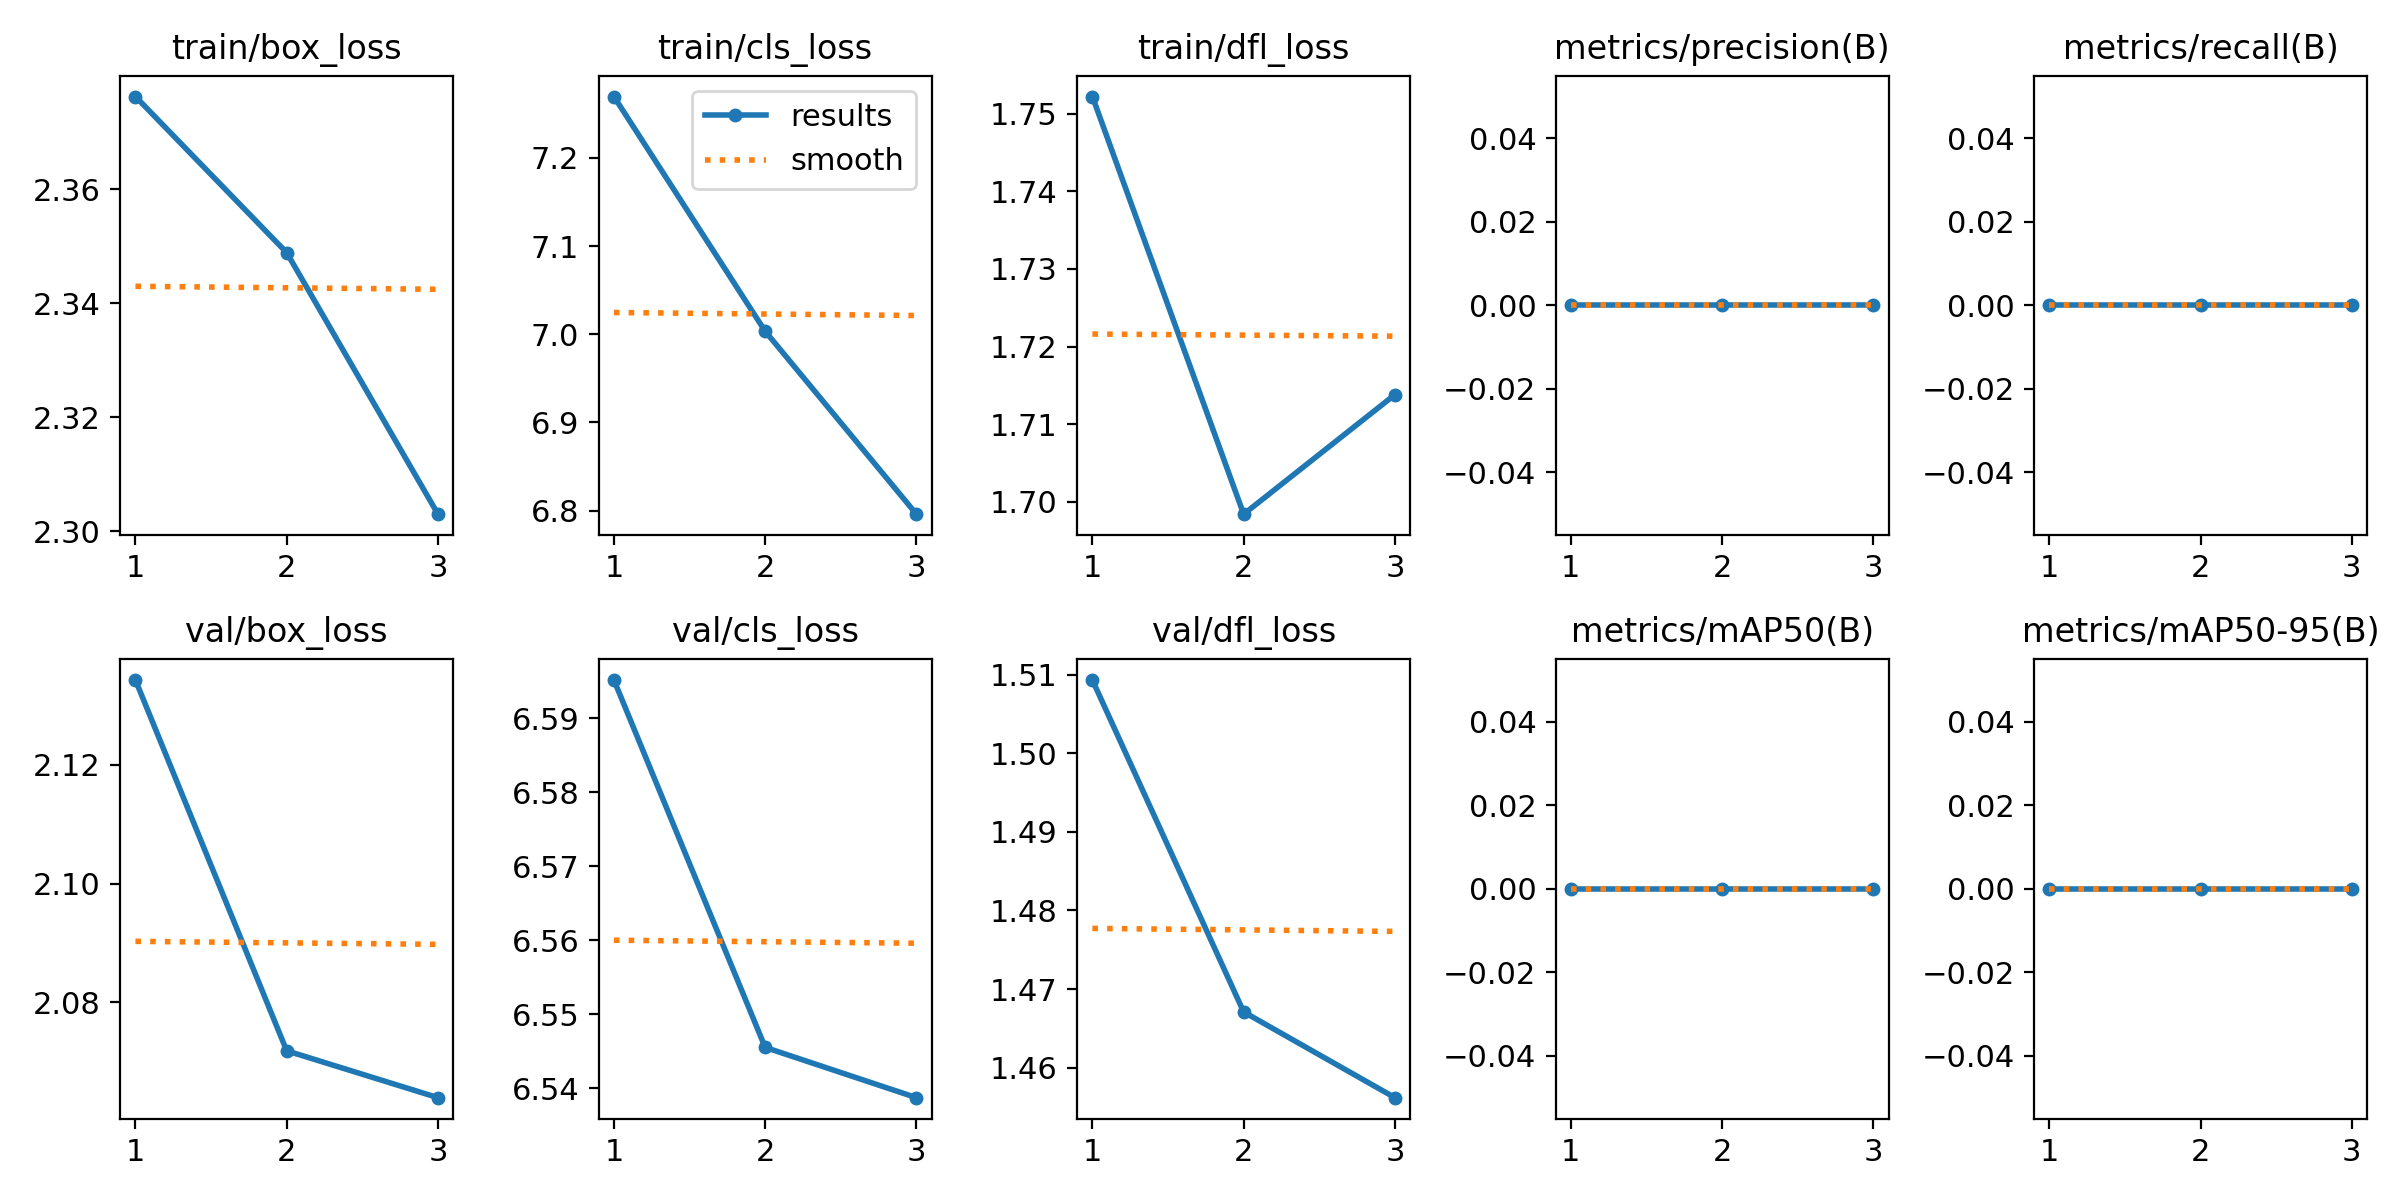 train/box_loss
2.36
2.34
2.32
2.30
1 2 3
train/cls_loss
results
smooth
7.2
7.1
7.0
6.9
6.8
1 2 3
train/dfl_loss
1.75
1.74
1.73
1.72
1.71
1.70
1 2 3
metrics/precision(B)
0.04
0.02
0.00
−0.02
−0.04
1 2 3
metrics/recall(B)
0.04
0.02
0.00
−0.02
−0.04
1 2 3
val/box_loss
2.12
2.10
2.08
1 2 3
val/cls_loss
6.59
6.58
6.57
6.56
6.55
6.54
1 2 3
val/dfl_loss
1.51
1.50
1.49
1.48
1.47
1.46
1 2 3
metrics/mAP50(B)
0.04
0.02
0.00
−0.02
−0.04
1 2 3
metrics/mAP50-95(B)
0.04
0.02
0.00
−0.02
−0.04
1 2 3